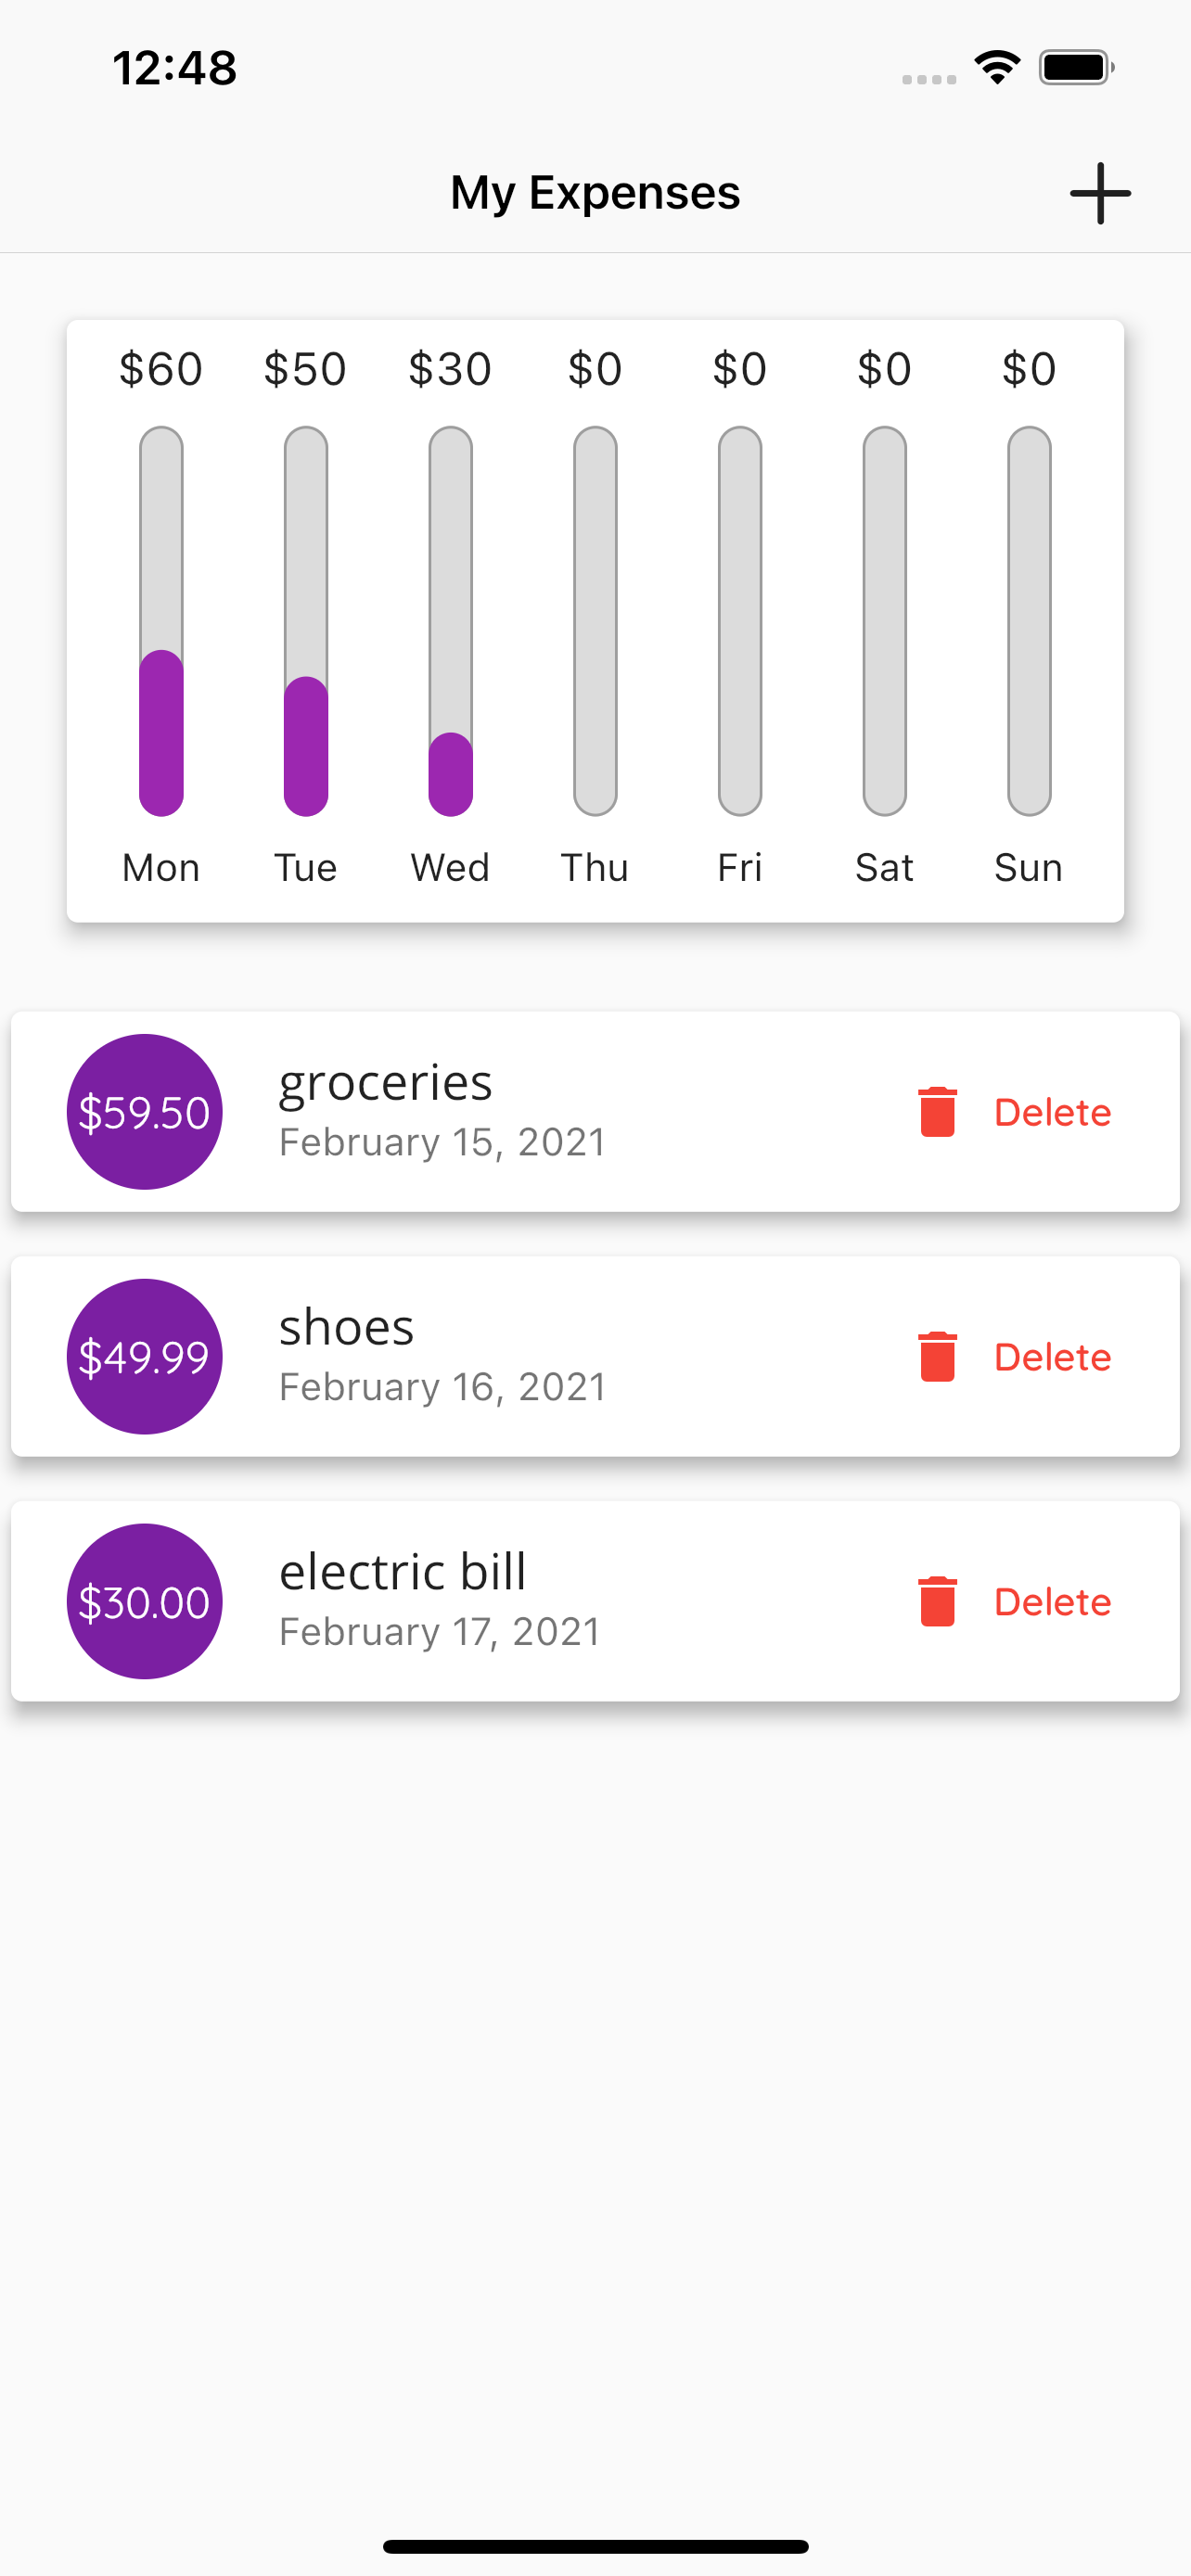 12:48
My Expenses
$60 $50 $30 $0 $0 $0 $0
Mon Tue Wed Thu Fri Sat Sun
$59.50
groceries
February 15, 2021
Delete
$49.99
shoes
February 16, 2021
Delete
$30.00
electric bill
February 17, 2021
Delete